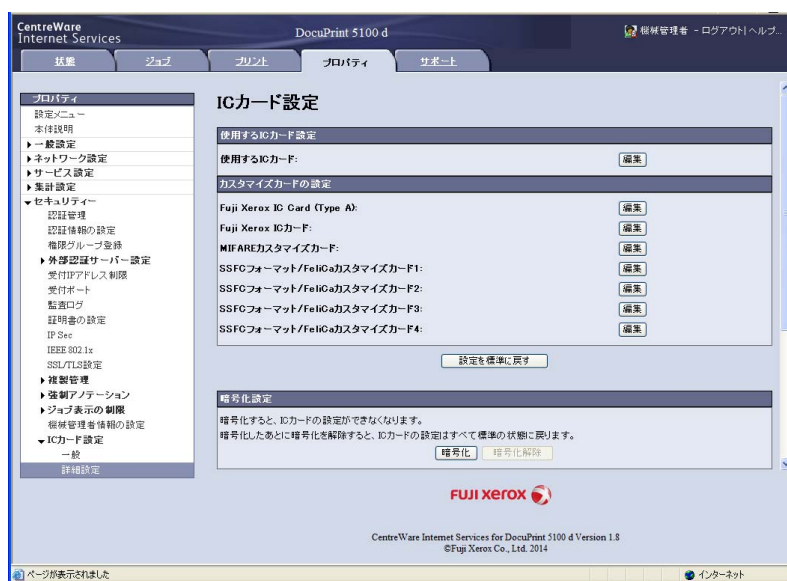 CentreWare
Internet Services
DocuPrint 5100 d
機械管理者 - ログアウト|ヘルプ...
状態
ジョブ
プリント
プロパティ
サポート
プロパティ
設定メニュー
本体説明
一般設定
ネットワーク設定
サービス設定
集計設定
セキュリティー
認証管理
認証情報の設定
権限グループ登録
外部認証サーバー設定
受付IPアドレス制限
受付ポート
監査ログ
証明書の設定
IP Sec
IEEE 802.1x
SSL/TLS設定
複製管理
強制アノテーション
ジョブ表示の制限
機械管理者情報の設定
ICカード設定
一般
詳細設定
ICカード設定
使用するICカード設定
使用するICカード: 編集
カスタマイズカードの設定
Fuji Xerox IC Card (Type A): 編集
Fuji Xerox ICカード: 編集
MIFAREカスタマイズカード: 編集
SSFCフォーマット/FeliCaカスタマイズカード1: 編集
SSFCフォーマット/FeliCaカスタマイズカード2: 編集
SSFCフォーマット/FeliCaカスタマイズカード3: 編集
SSFCフォーマット/FeliCaカスタマイズカード4: 編集
設定を標準に戻す
暗号化設定
暗号化すると、ICカードの設定ができなくなります。
暗号化したあとに暗号化を解除すると、ICカードの設定はすべて標準の状態に戻ります。
暗号化 暗号化解除
FUJI xerox
CentreWare Internet Services for DocuPrint 5100 d Version 1.8
©Fuji Xerox Co., Ltd. 2014
ページが表示されました
インターネット